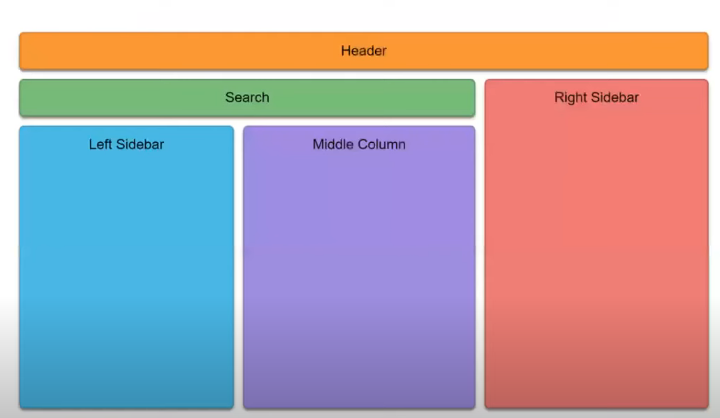 Header
Search
Right Sidebar
Left Sidebar
Middle Column